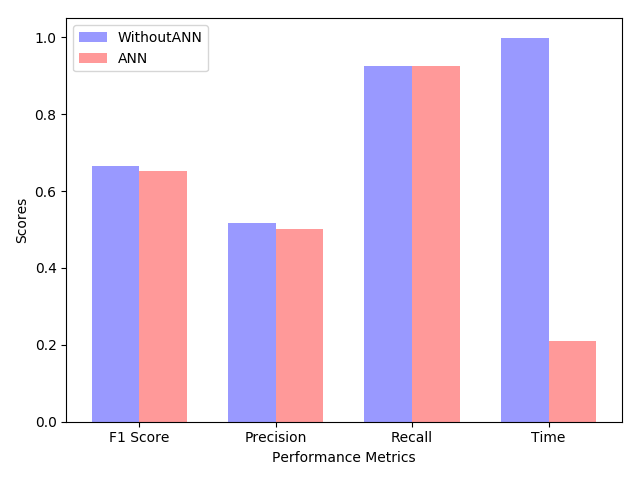 WithoutANN
ANN
1.0
0.8
0.6
0.4
0.2
0.0
Scores
F1 Score
Precision
Recall
Time
Performance Metrics